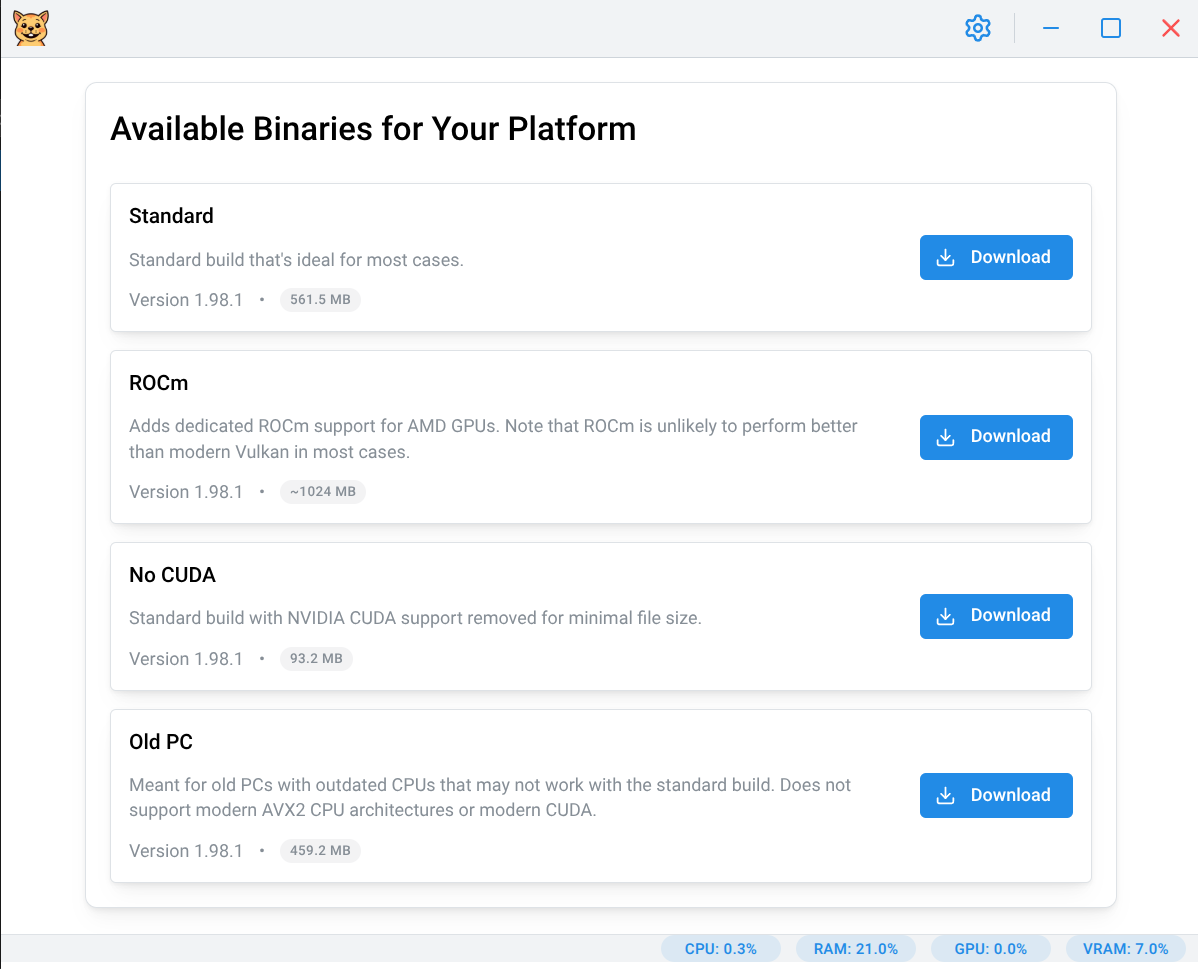 Available Binaries for Your Platform
Standard
Standard build that's ideal for most cases.
Version 1.98.1 • 561.5 MB
Download
ROCm
Adds dedicated ROCm support for AMD GPUs. Note that ROCm is unlikely to perform better
than modern Vulkan in most cases.
Version 1.98.1 • ~1024 MB
Download
No CUDA
Standard build with NVIDIA CUDA support removed for minimal file size.
Version 1.98.1 • 93.2 MB
Download
Old PC
Meant for old PCs with outdated CPUs that may not work with the standard build. Does not
support modern AVX2 CPU architectures or modern CUDA.
Version 1.98.1 • 459.2 MB
Download
CPU: 0.3% RAM: 21.0% GPU: 0.0% VRAM: 7.0%